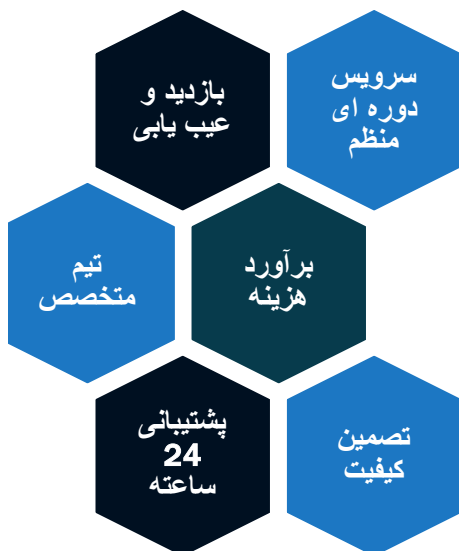 سرویس
دوره ای
منظم
بازدید و
عیب یابی
برآورد
هزینه
تیم
متخصص
تصمین
کیفیت
پشتیبانی
24
ساعته